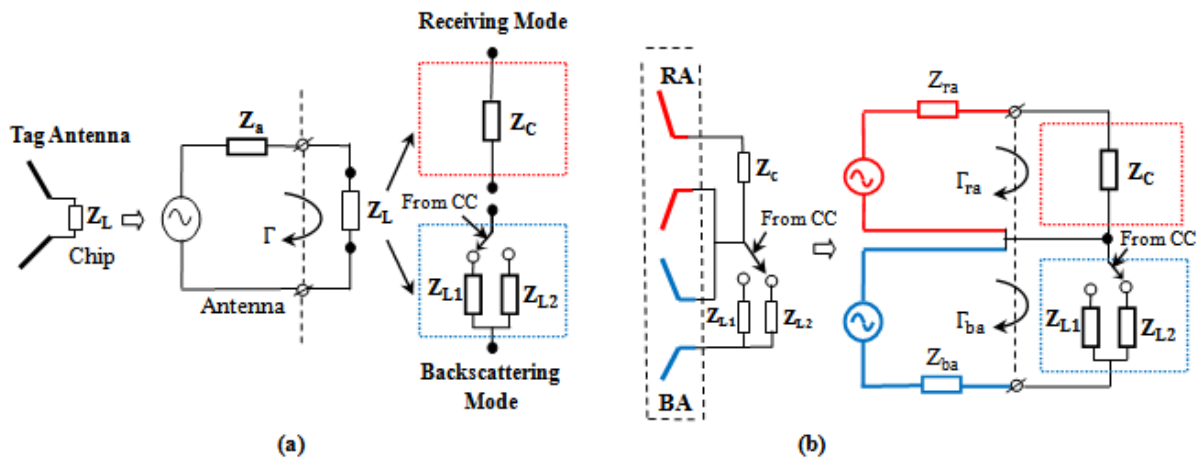 Receiving Mode
Tag Antenna
Z_L
Chip
Z_a
Γ
Antenna
Z_L
Z_C
From CC
Z_L1
Z_L2
Backscattering
Mode
(a)
RA
Z_c
From CC
Z_L1
Z_L2
BA
Z_ra
Γ_ra
Z_C
From CC
Γ_ba
Z_L1
Z_L2
Z_ba
(b)